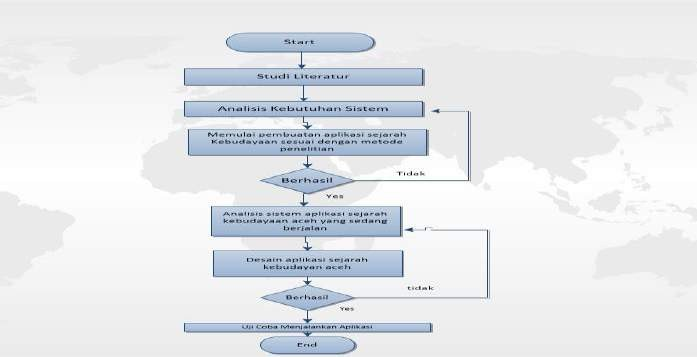 Start
Studi Literatur
Analisis Kebutuhan Sistem
Memulai pembuatan aplikasi sejarah
Kebudayaan sesuai dengan metode
penelitian
Berhasil
Tidak
Yes
Analisis sistem aplikasi sejarah
kebudayaan aceh yang sedang
berjalan
Desain aplikasi sejarah
kebudayan aceh
Berhasil
tidak
Yes
Uji Coba Menjalankan Aplikasi
End